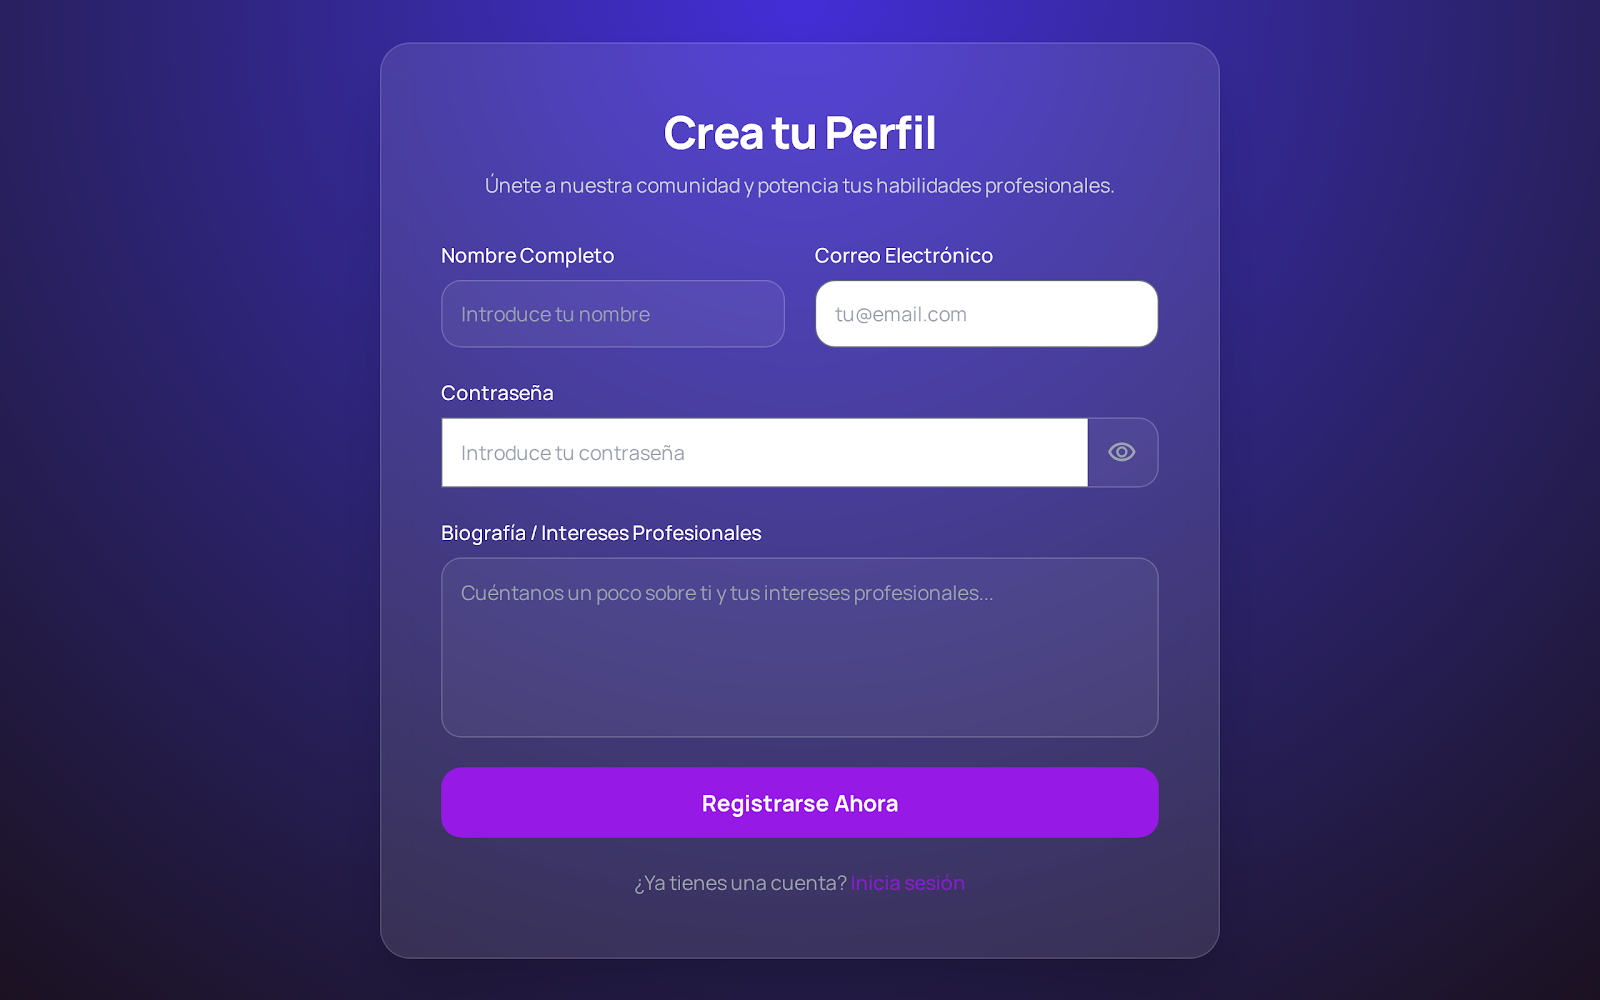 Crea tu Perfil
Únete a nuestra comunidad y potencia tus habilidades profesionales.
Nombre Completo
Correo Electrónico
Introduce tu nombre
tu@email.com
Contraseña
Introduce tu contraseña
Biografía / Intereses Profesionales
Cuéntanos un poco sobre ti y tus intereses profesionales...
Registrarse Ahora
¿Ya tienes una cuenta? Inicia sesión